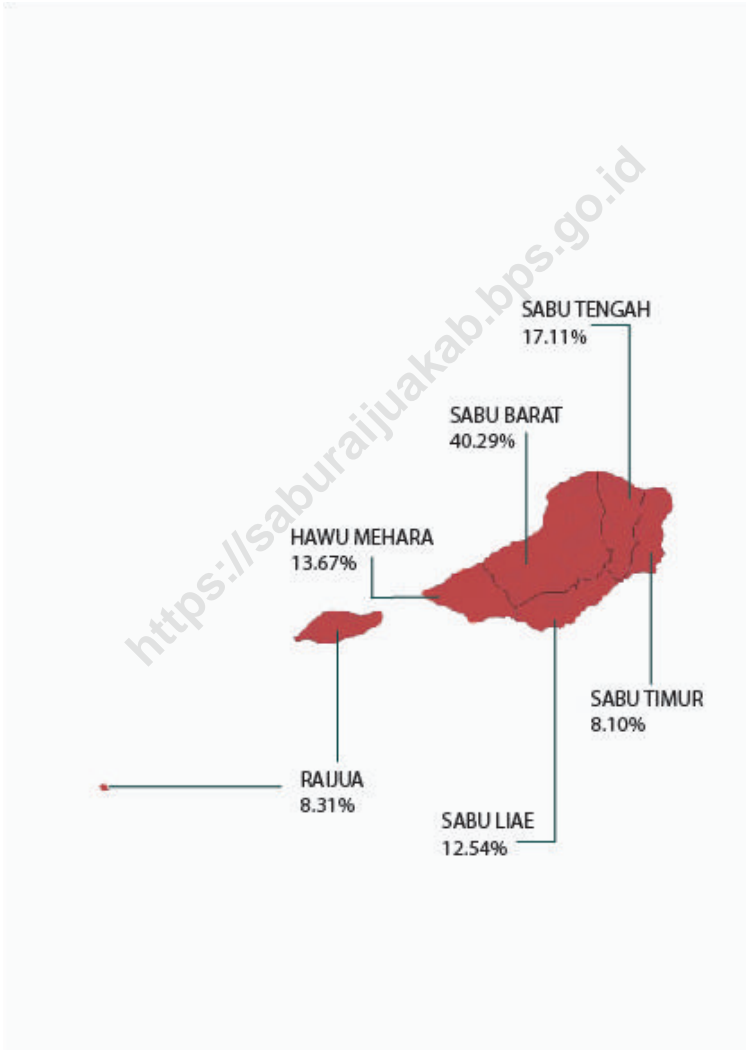 SABU TENGAH
17.11%
SABU BARAT
40.29%
HAWU MEHARA
13.67%
SABU TIMUR
8.10%
RAIJUA
8.31%
SABU LIAE
12.54%
https://saburaijuakab.bps.go.id